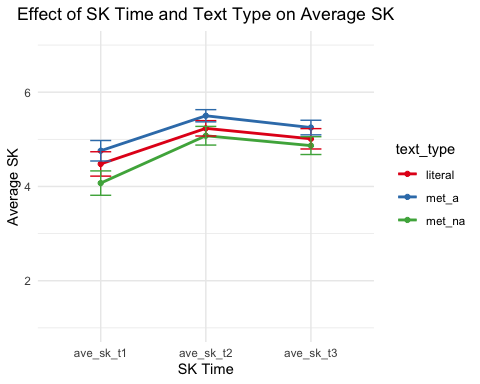 Effect of SK Time and Text Type on Average SK
6
4
2
Average SK
ave_sk_t1 ave_sk_t2 ave_sk_t3
SK Time
text_type
literal
met_a
met_na